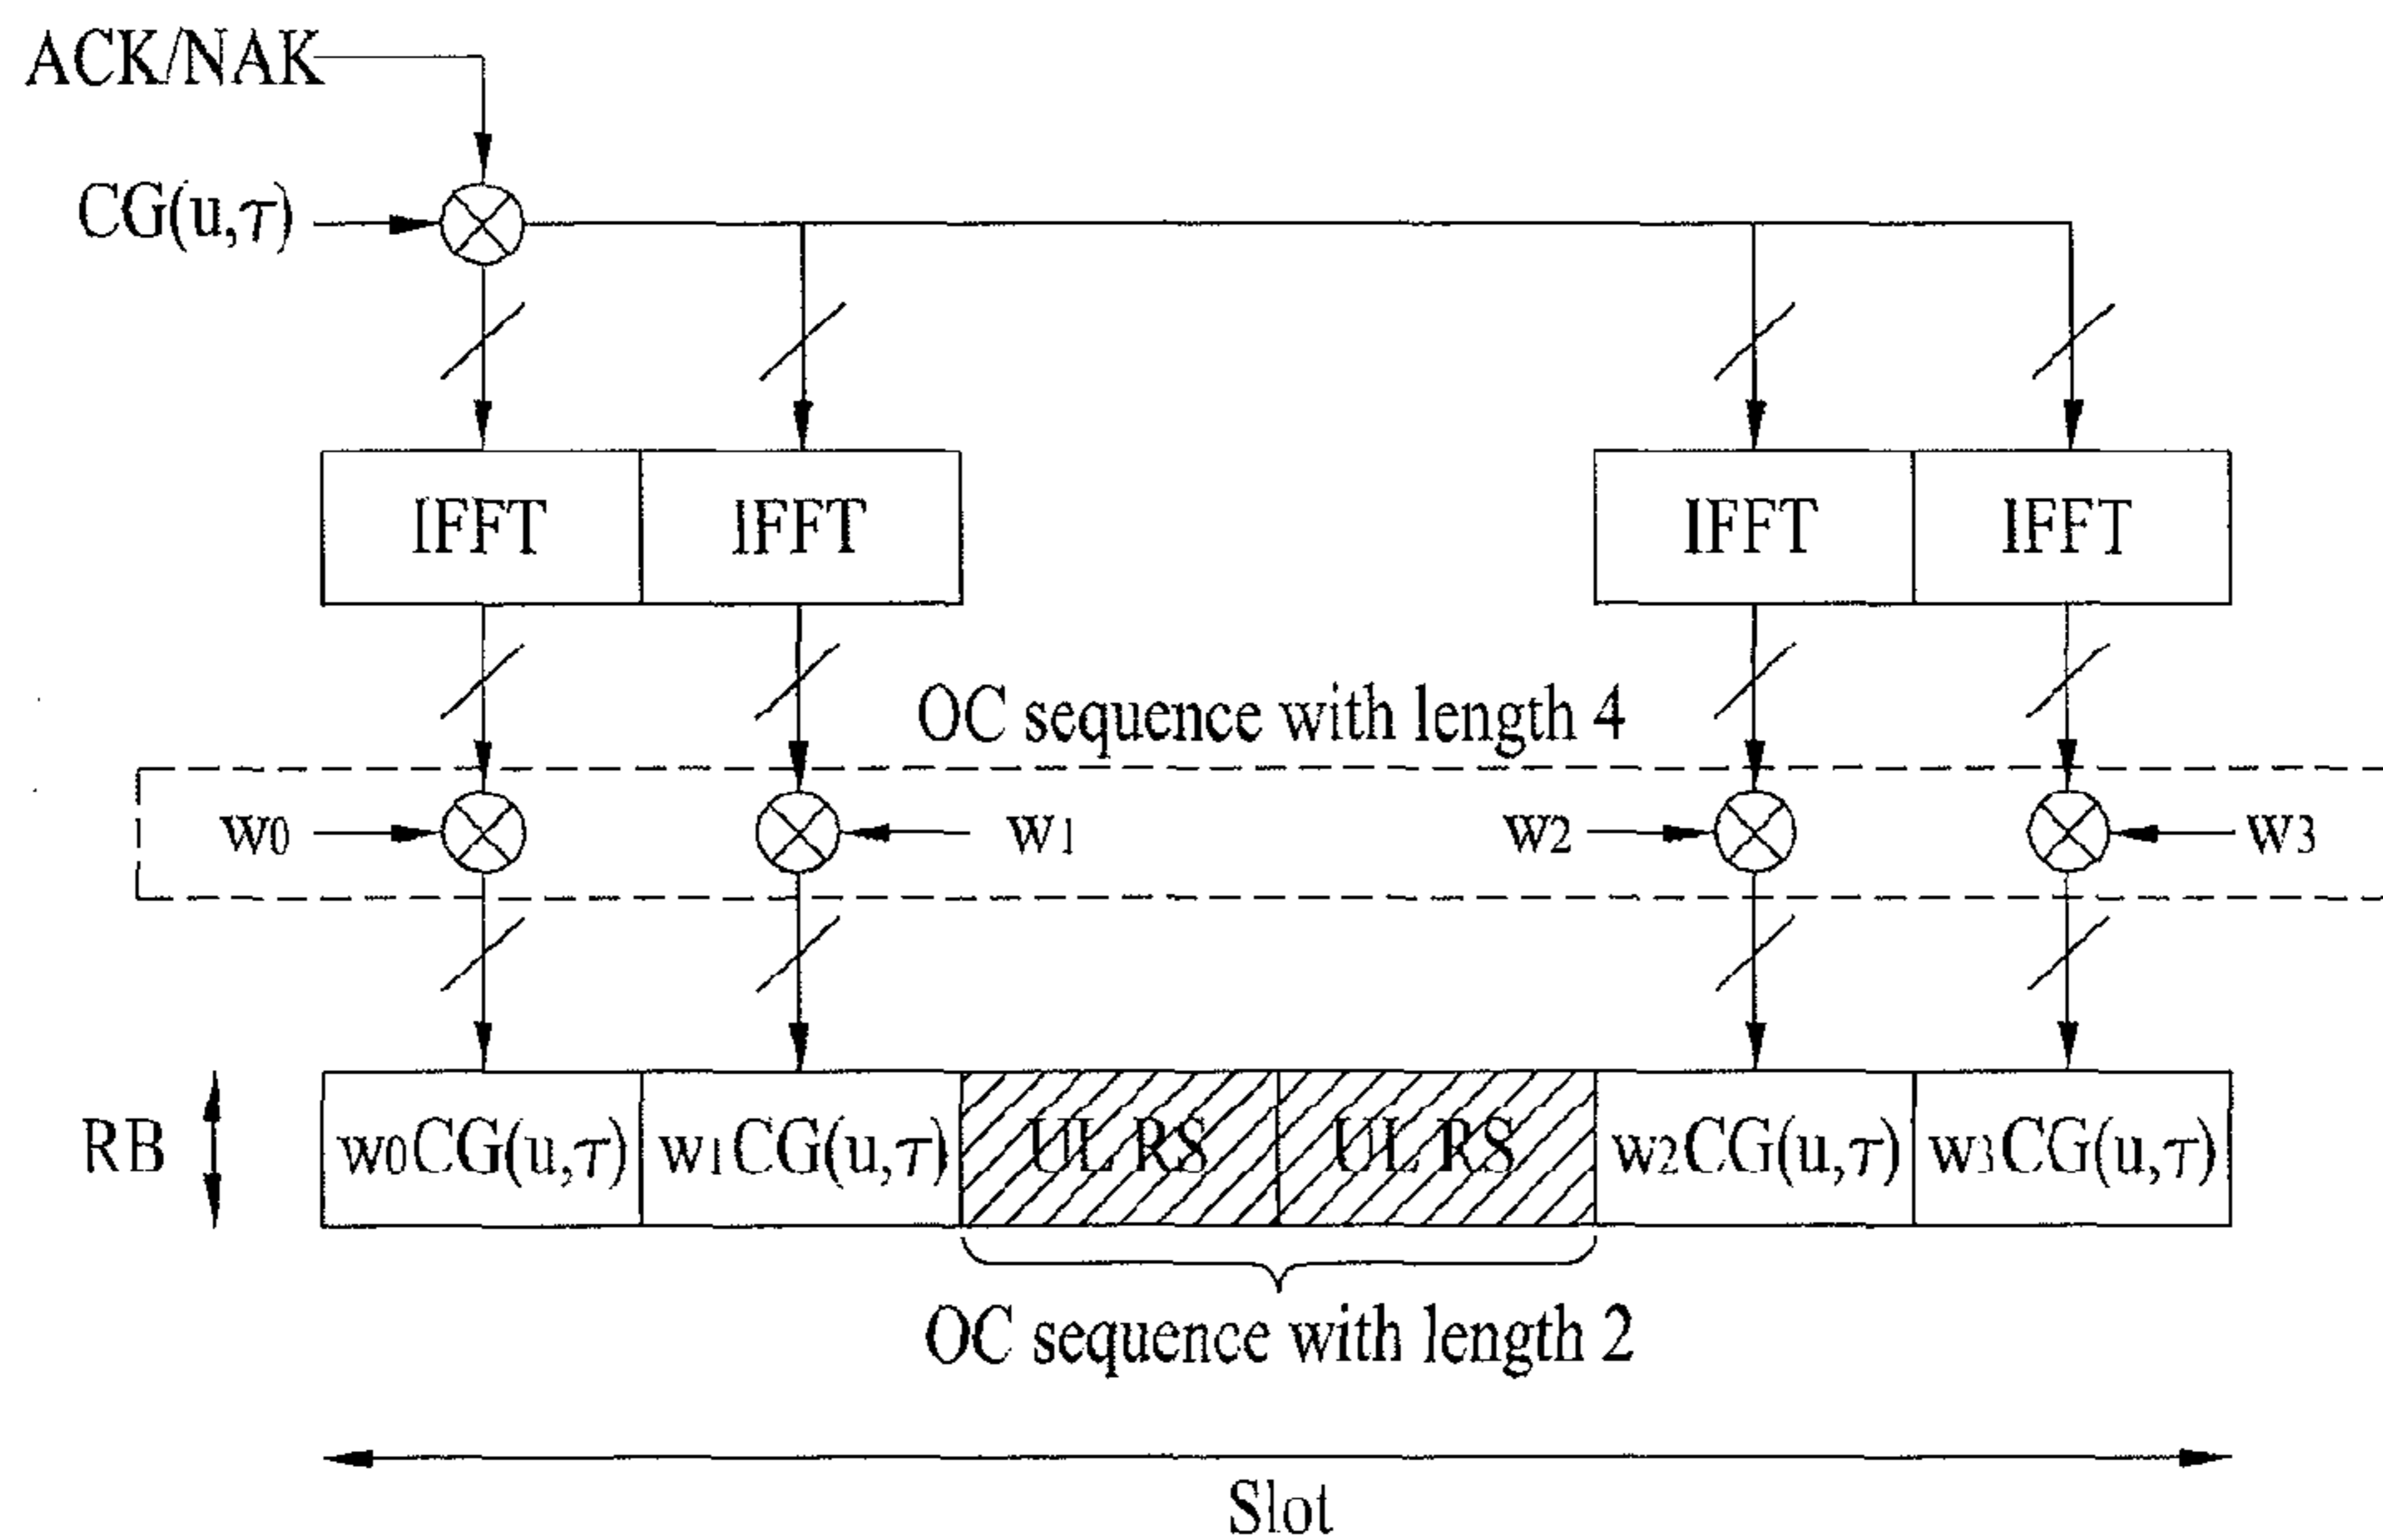 ACK/NAK
CG(u,τ)
IFFT IFFT IFFT IFFT
OC sequence with length 4
w0 w1 w2 w3
RB w0CG(u,τ) w1CG(u,τ) UL RS UL RS w2CG(u,τ) w3CG(u,τ)
OC sequence with length 2
Slot